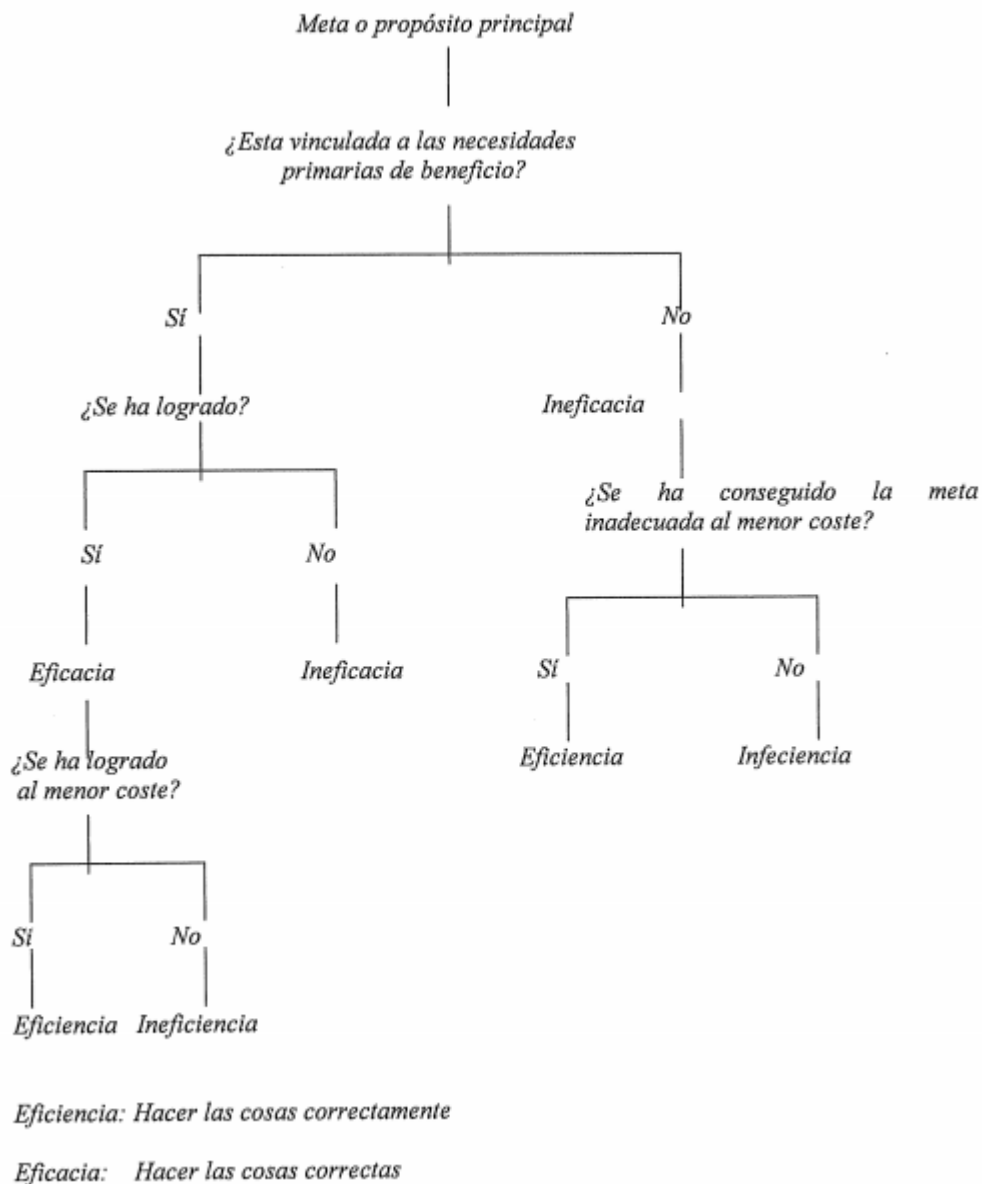 Meta o propósito principal
¿Esta vinculada a las necesidades
primarias de beneficio?
Sí
No
¿Se ha logrado?
Ineficacia
¿Se ha conseguido la meta
inadecuada al menor coste?
Sí
No
Sí
No
Eficacia
Ineficacia
Eficiencia
Infeciencia
¿Se ha logrado
al menor coste?
Sí
No
Eficiencia
Ineficiencia
Eficiencia: Hacer las cosas correctamente
Eficacia: Hacer las cosas correctas